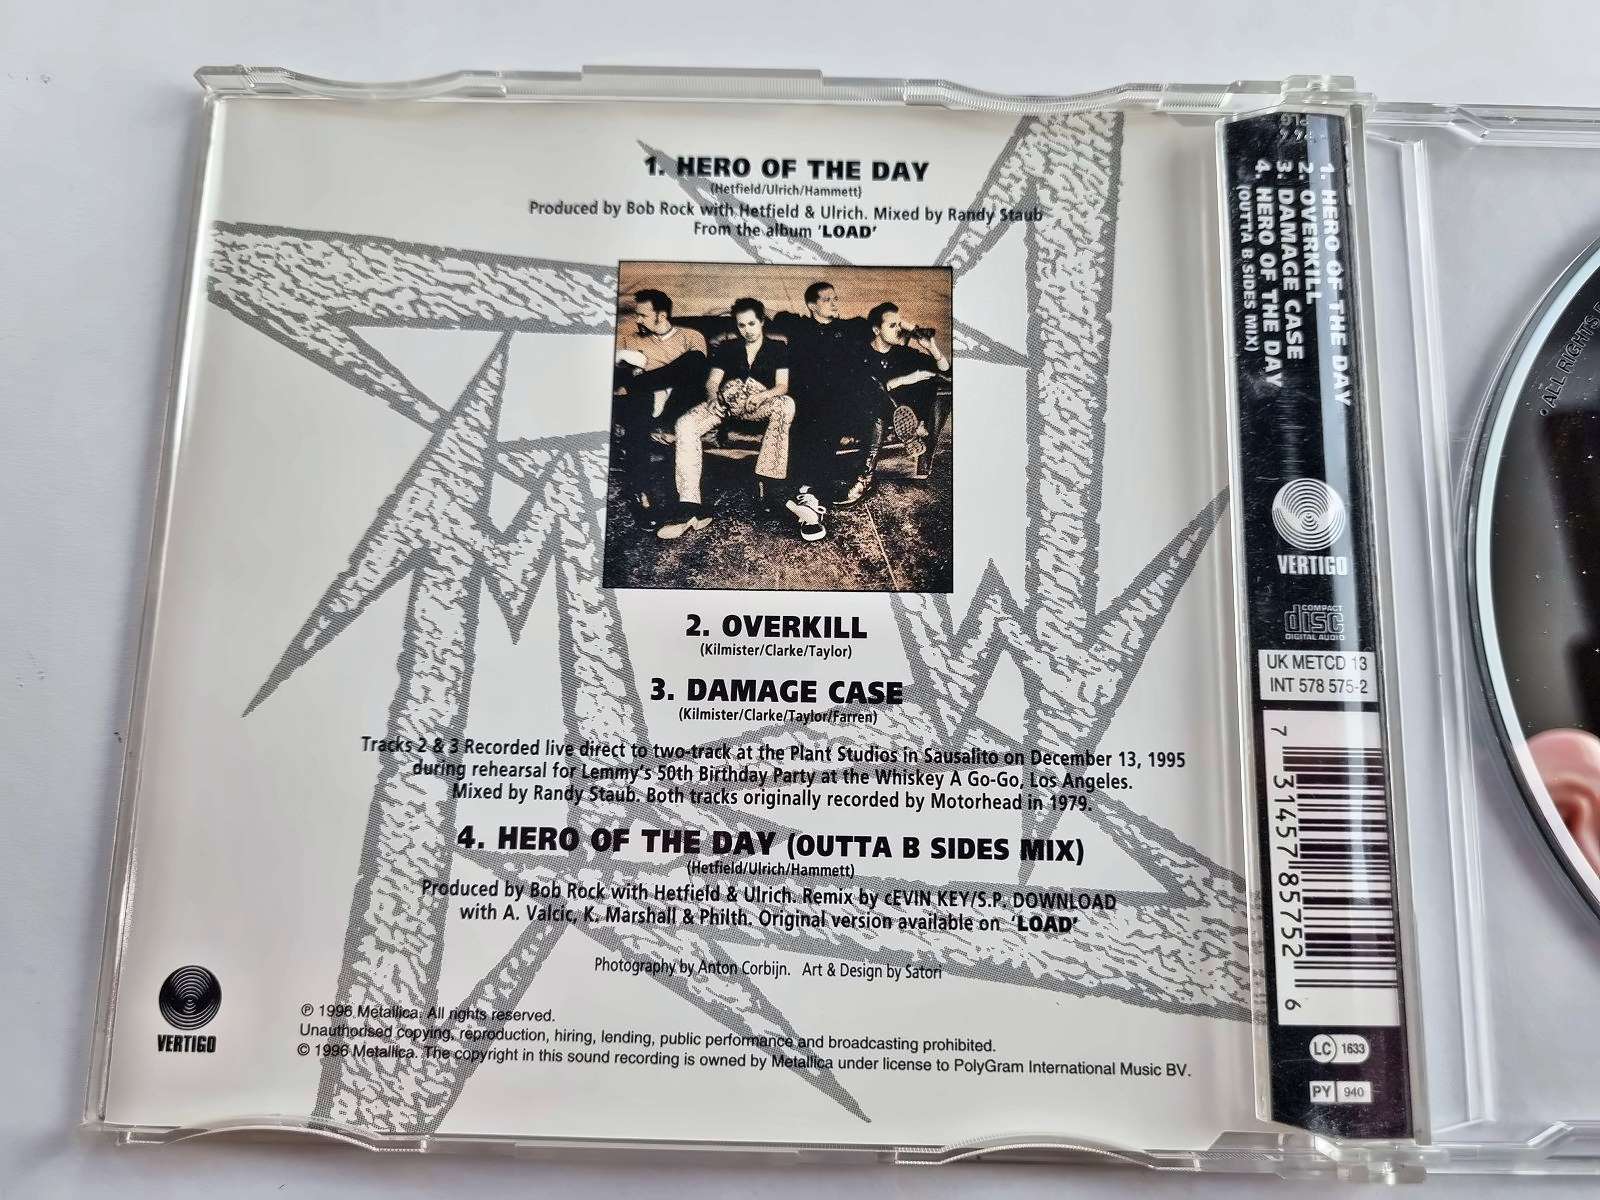 1. HERO OF THE DAY
(Hetfield/Ulrich/Hammett)
Produced by Bob Rock with Hetfield & Ulrich. Mixed by Randy Staub
From the album 'LOAD'
2. OVERKILL
(Kilmister/Clarke/Taylor)
3. DAMAGE CASE
(Kilmister/Clarke/Taylor/Farren)
Tracks 2 & 3 Recorded live direct to two-track at the Plant Studios in Sausalito on December 13, 1995
during rehearsal for Lemmy's 50th Birthday Party at the Whiskey A Go-Go, Los Angeles.
Mixed by Randy Staub. Both tracks originally recorded by Motorhead in 1979.
4. HERO OF THE DAY (OUTTA B SIDES MIX)
(Hetfield/Ulrich/Hammett)
Produced by Bob Rock with Hetfield & Ulrich. Remix by cEVIN KEY/S.P. DOWNLOAD
with A. Valcic, K. Marshall & Philth. Original version available on 'LOAD'
Photography by Anton Corbijn. Art & Design by Satori
VERTIGO
℗ 1996 Metallica. All rights reserved.
Unauthorised copying, reproduction, hiring, lending, public performance and broadcasting prohibited.
© 1996 Metallica. The copyright in this sound recording is owned by Metallica under license to PolyGram International Music BV.
1. HERO OF THE DAY
2. OVERKILL
3. DAMAGE CASE
4. HERO OF THE DAY
(OUTTA B SIDES MIX)
VERTIGO
COMPACT
disc
DIGITAL AUDIO
UK METCD 13
INT 578 575-2
7 31457 85752 6
LC 1633
PY 940
• ALL RIGHTS